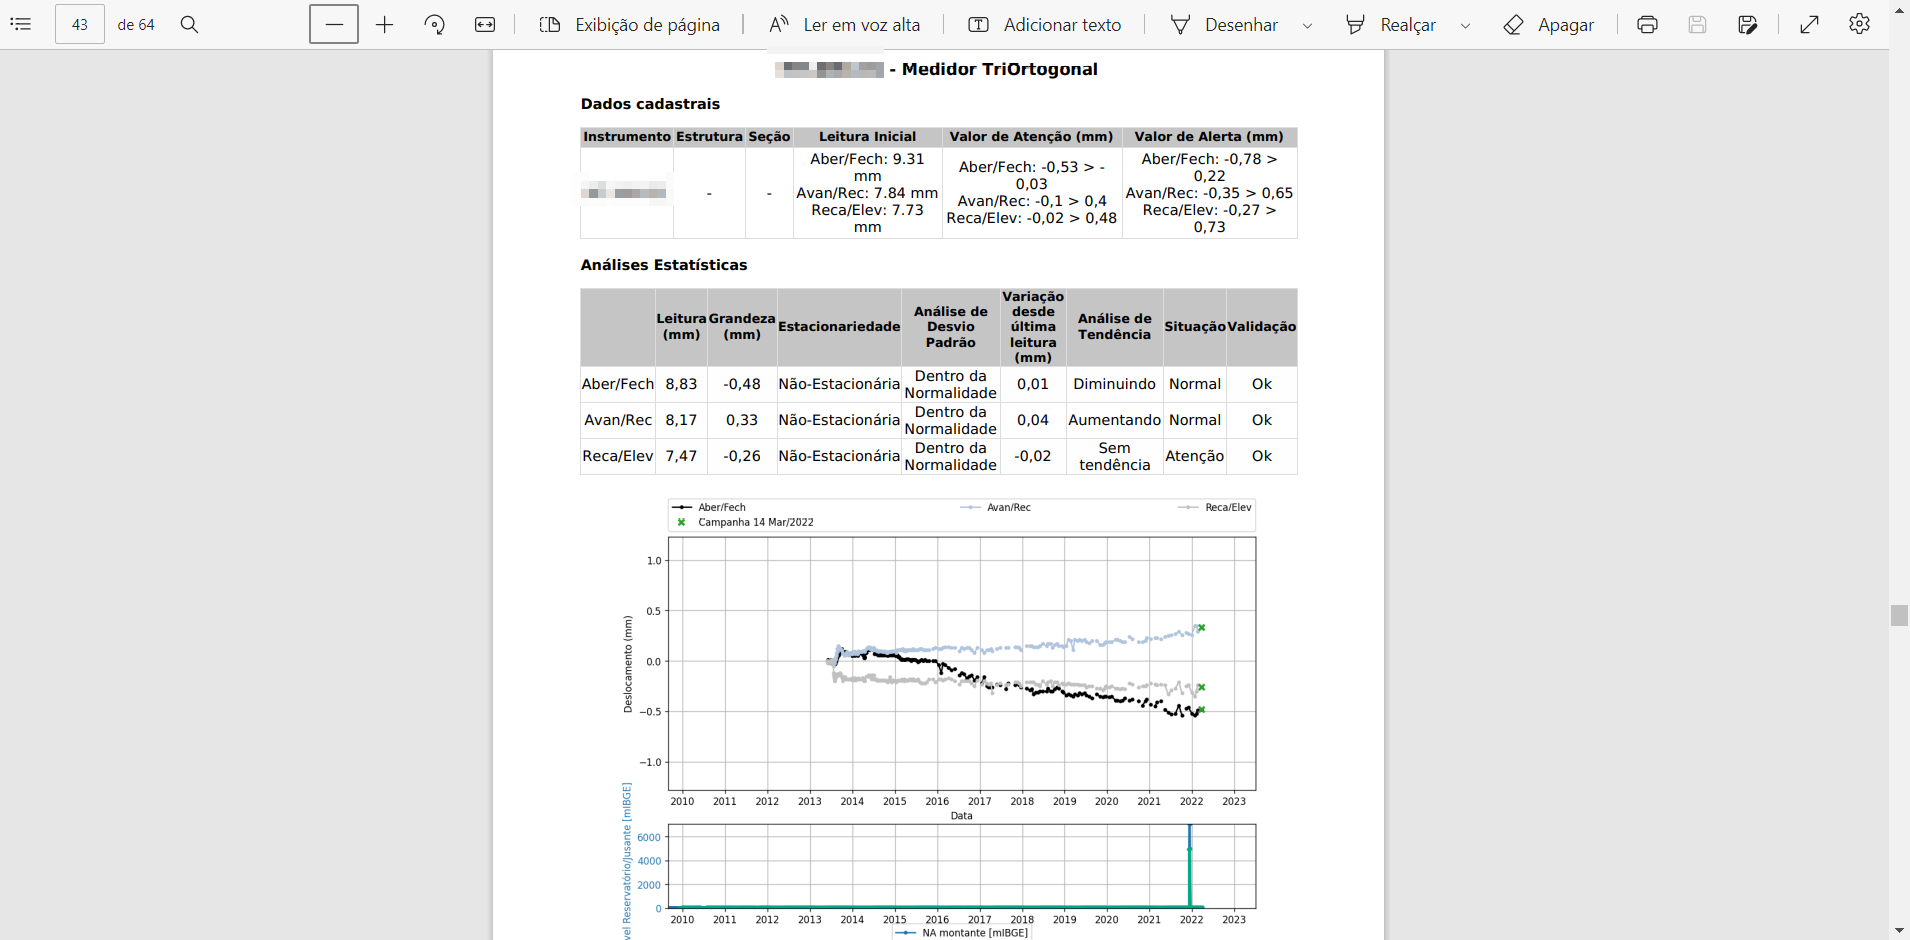 43 de 64 Exibição de página Ler em voz alta Adicionar texto Desenhar Realçar Apagar
- Medidor TriOrtogonal
Dados cadastrais
Instrumento Estrutura Seção Leitura Inicial Valor de Atenção (mm) Valor de Alerta (mm)
- -
Aber/Fech: 9.31
mm
Avan/Rec: 7.84 mm
Reca/Elev: 7.73
mm
Aber/Fech: -0,53 > -
0,03
Avan/Rec: -0,1 > 0,4
Reca/Elev: -0,02 > 0,48
Aber/Fech: -0,78 >
0,22
Avan/Rec: -0,35 > 0,65
Reca/Elev: -0,27 >
0,73
Análises Estatísticas
Leitura
(mm)
Grandeza
(mm)
Estacionariedade
Análise de
Desvio
Padrão
Variação
desde
última
leitura
(mm)
Análise de
Tendência
Situação
Validação
Aber/Fech 8,83 -0,48 Não-Estacionária
Dentro da
Normalidade
0,01 Diminuindo Normal Ok
Avan/Rec 8,17 0,33 Não-Estacionária
Dentro da
Normalidade
0,04 Aumentando Normal Ok
Reca/Elev 7,47 -0,26 Não-Estacionária
Dentro da
Normalidade
-0,02
Sem
tendência
Atenção Ok
Aber/Fech Avan/Rec Reca/Elev
Campanha 14 Mar/2022
Deslocamento (mm)
1.0
0.5
0.0
−0.5
−1.0
2010 2011 2012 2013 2014 2015 2016 2017 2018 2019 2020 2021 2022 2023
Data
vel Reservatório/Jusante [mIBGE]
6000
4000
2000
0
2010 2011 2012 2013 2014 2015 2016 2017 2018 2019 2020 2021 2022 2023
NA montante [mIBGE]